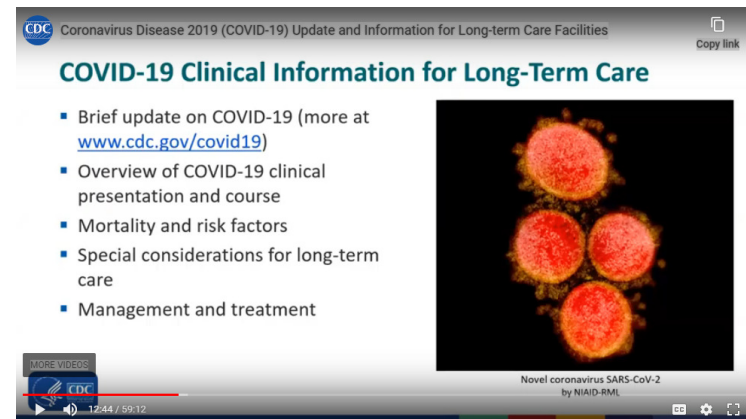 CDC
Coronavirus Disease 2019 (COVID-19) Update and Information for Long-term Care Facilities
Copy link
COVID-19 Clinical Information for Long-Term Care
Brief update on COVID-19 (more at
www.cdc.gov/covid19)
Overview of COVID-19 clinical
presentation and course
Mortality and risk factors
Special considerations for long-term
care
Management and treatment
Novel coronavirus SARS-CoV-2
by NIAID-RML
MORE VIDEOS
CDC
12:44 / 59:12
CC